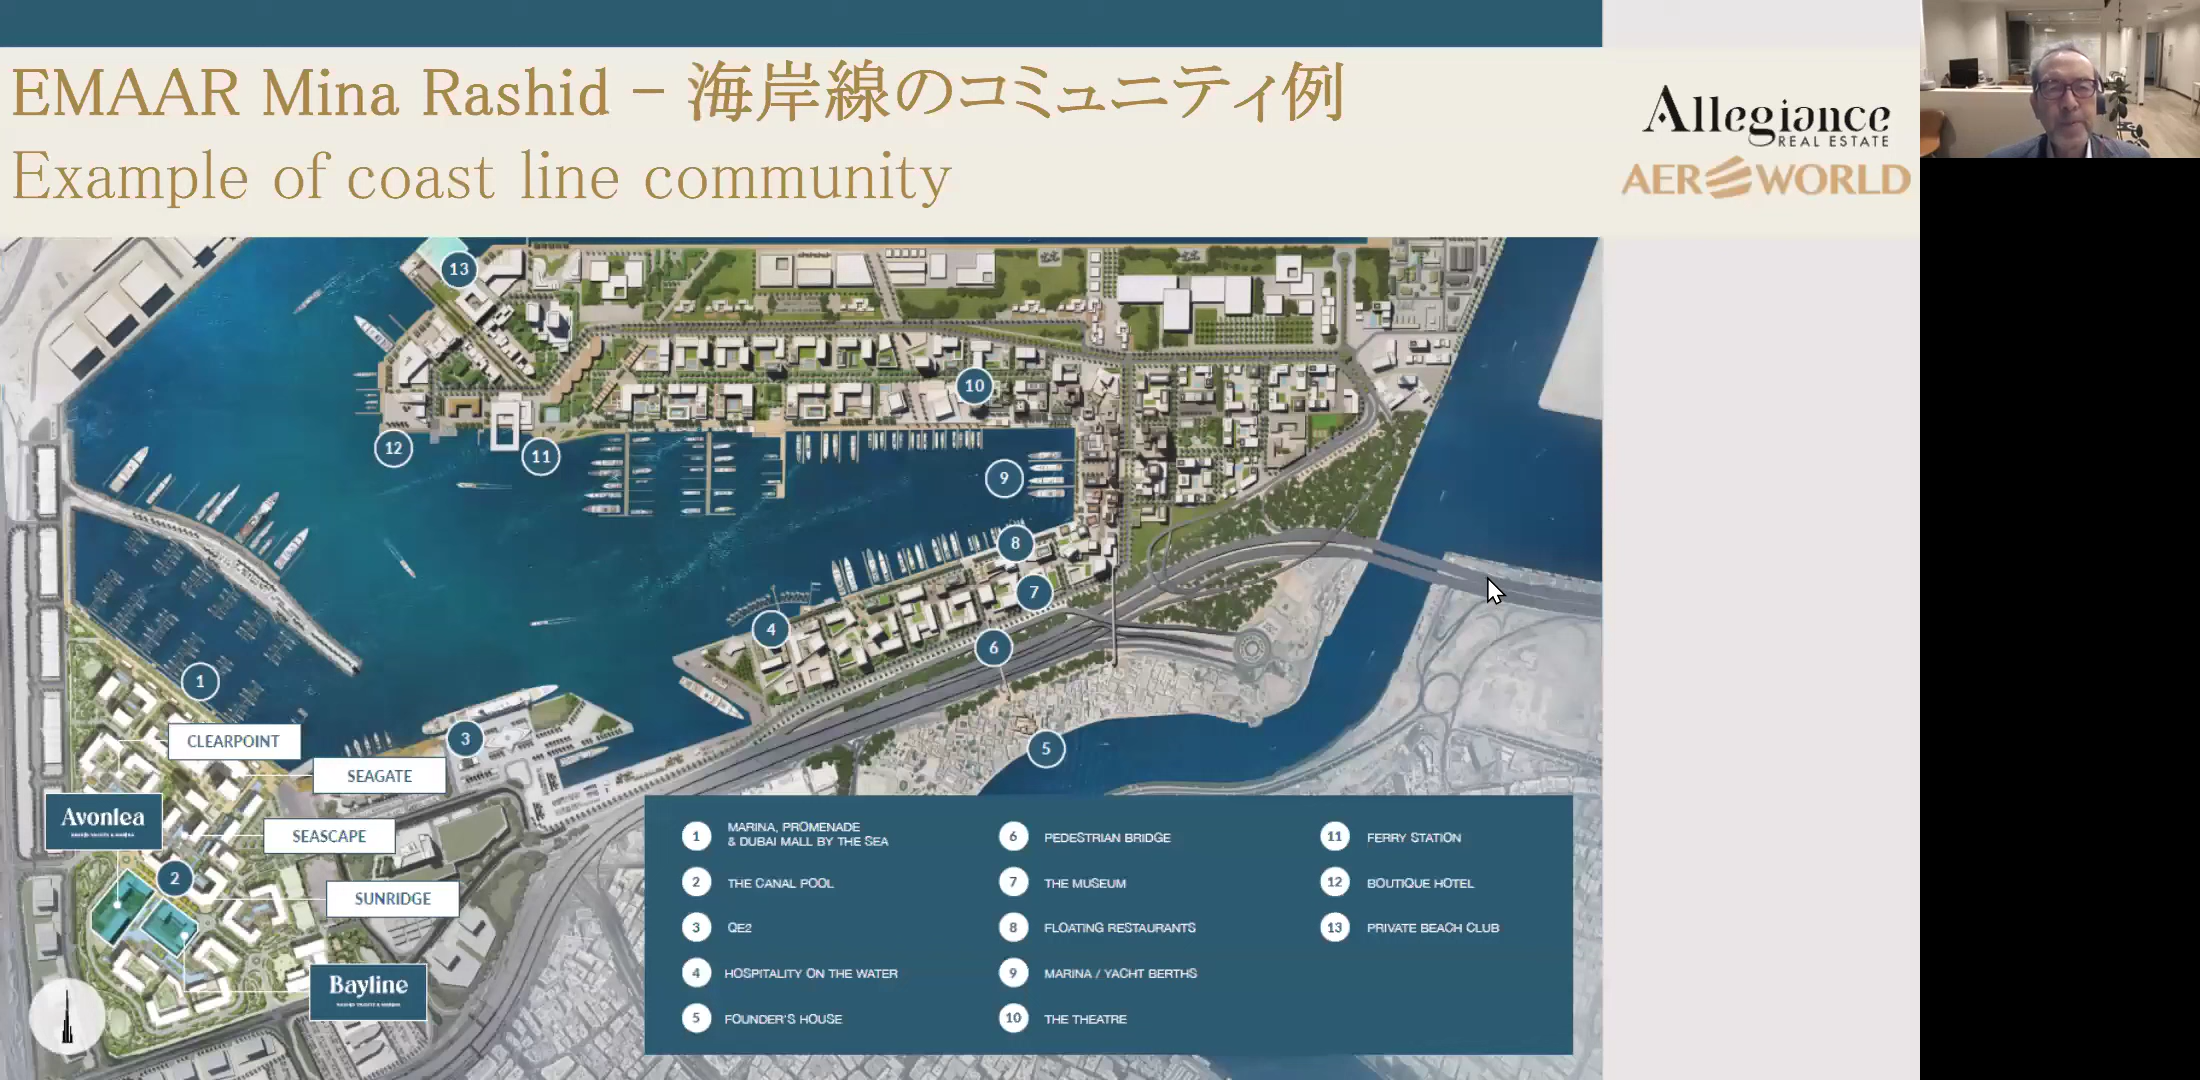 EMAAR Mina Rashid – 海岸線のコミュニティ例
Example of coast line community
Allegiance
REAL ESTATE
AERWORLD
13
12
11
10
9
8
7
6
5
4
3
2
1
CLEARPOINT
SEAGATE
SEASCAPE
SUNRIDGE
Avonlea
Bayline
1 MARINA, PROMENADE
& DUBAI MALL BY THE SEA
2 THE CANAL POOL
3 QE2
4 HOSPITALITY ON THE WATER
5 FOUNDER'S HOUSE
6 PEDESTRIAN BRIDGE
7 THE MUSEUM
8 FLOATING RESTAURANTS
9 MARINA / YACHT BERTHS
10 THE THEATRE
11 FERRY STATION
12 BOUTIQUE HOTEL
13 PRIVATE BEACH CLUB